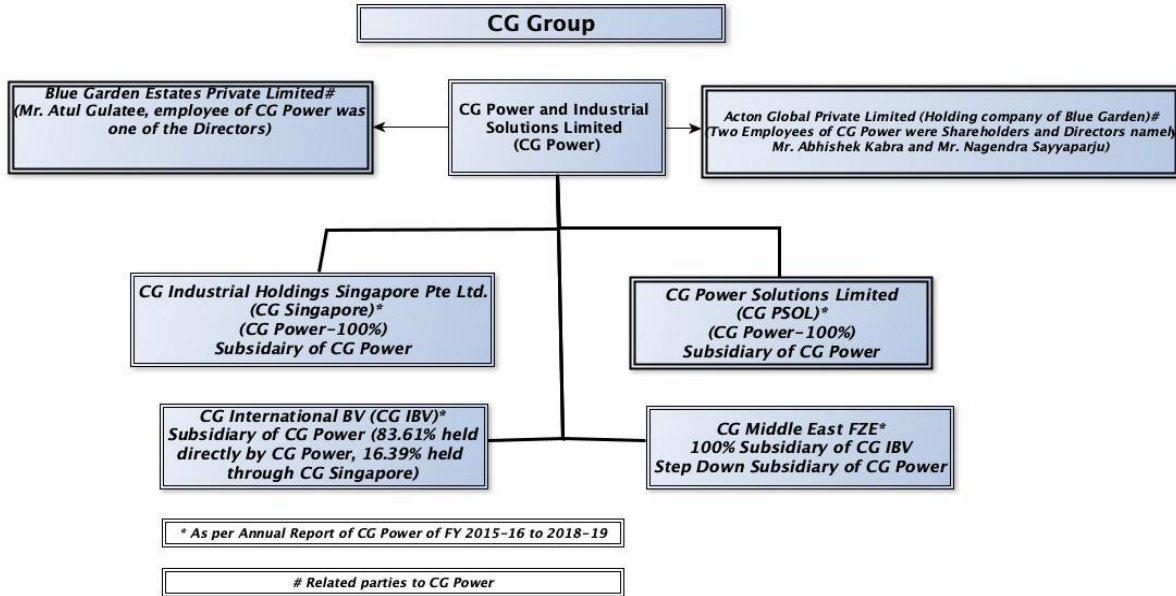 CG Group
Blue Garden Estates Private Limited#
(Mr. Atul Gulatee, employee of CG Power was
one of the Directors)
CG Power and Industrial
Solutions Limited
(CG Power)
Acton Global Private Limited (Holding company of Blue Garden)#
(Two Employees of CG Power were Shareholders and Directors namely
Mr. Abhishek Kabra and Mr. Nagendra Sayyaparju)
CG Industrial Holdings Singapore Pte Ltd.
(CG Singapore)*
(CG Power-100%)
Subsidairy of CG Power
CG Power Solutions Limited
(CG PSOL)*
(CG Power-100%)
Subsidiary of CG Power
CG International BV (CG IBV)*
Subsidiary of CG Power (83.61% held
directly by CG Power, 16.39% held
through CG Singapore)
CG Middle East FZE*
100% Subsidiary of CG IBV
Step Down Subsidiary of CG Power
* As per Annual Report of CG Power of FY 2015-16 to 2018-19
# Related parties to CG Power